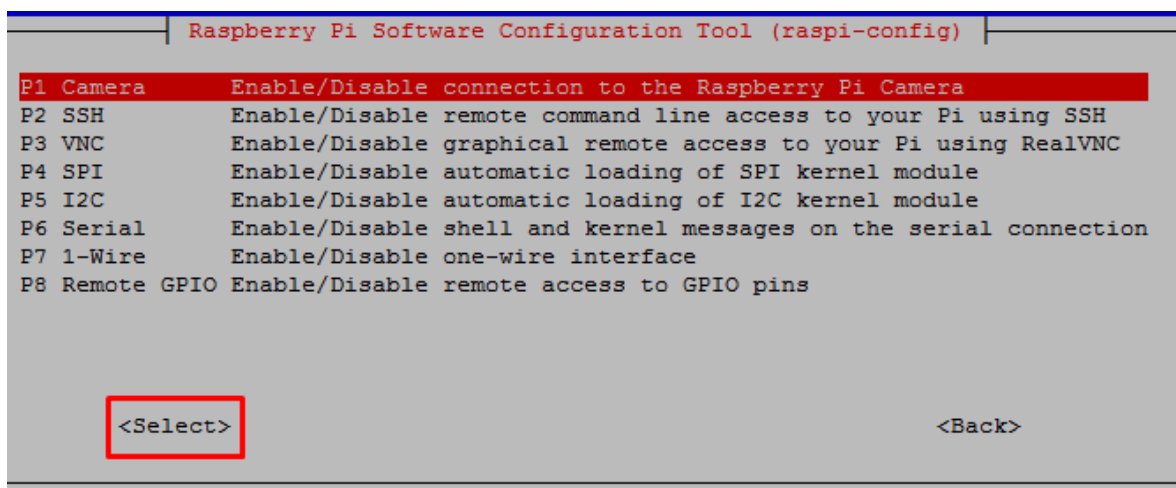 Raspberry Pi Software Configuration Tool (raspi-config)
P1 Camera Enable/Disable connection to the Raspberry Pi Camera
P2 SSH Enable/Disable remote command line access to your Pi using SSH
P3 VNC Enable/Disable graphical remote access to your Pi using RealVNC
P4 SPI Enable/Disable automatic loading of SPI kernel module
P5 I2C Enable/Disable automatic loading of I2C kernel module
P6 Serial Enable/Disable shell and kernel messages on the serial connection
P7 1-Wire Enable/Disable one-wire interface
P8 Remote GPIO Enable/Disable remote access to GPIO pins
<Select> <Back>